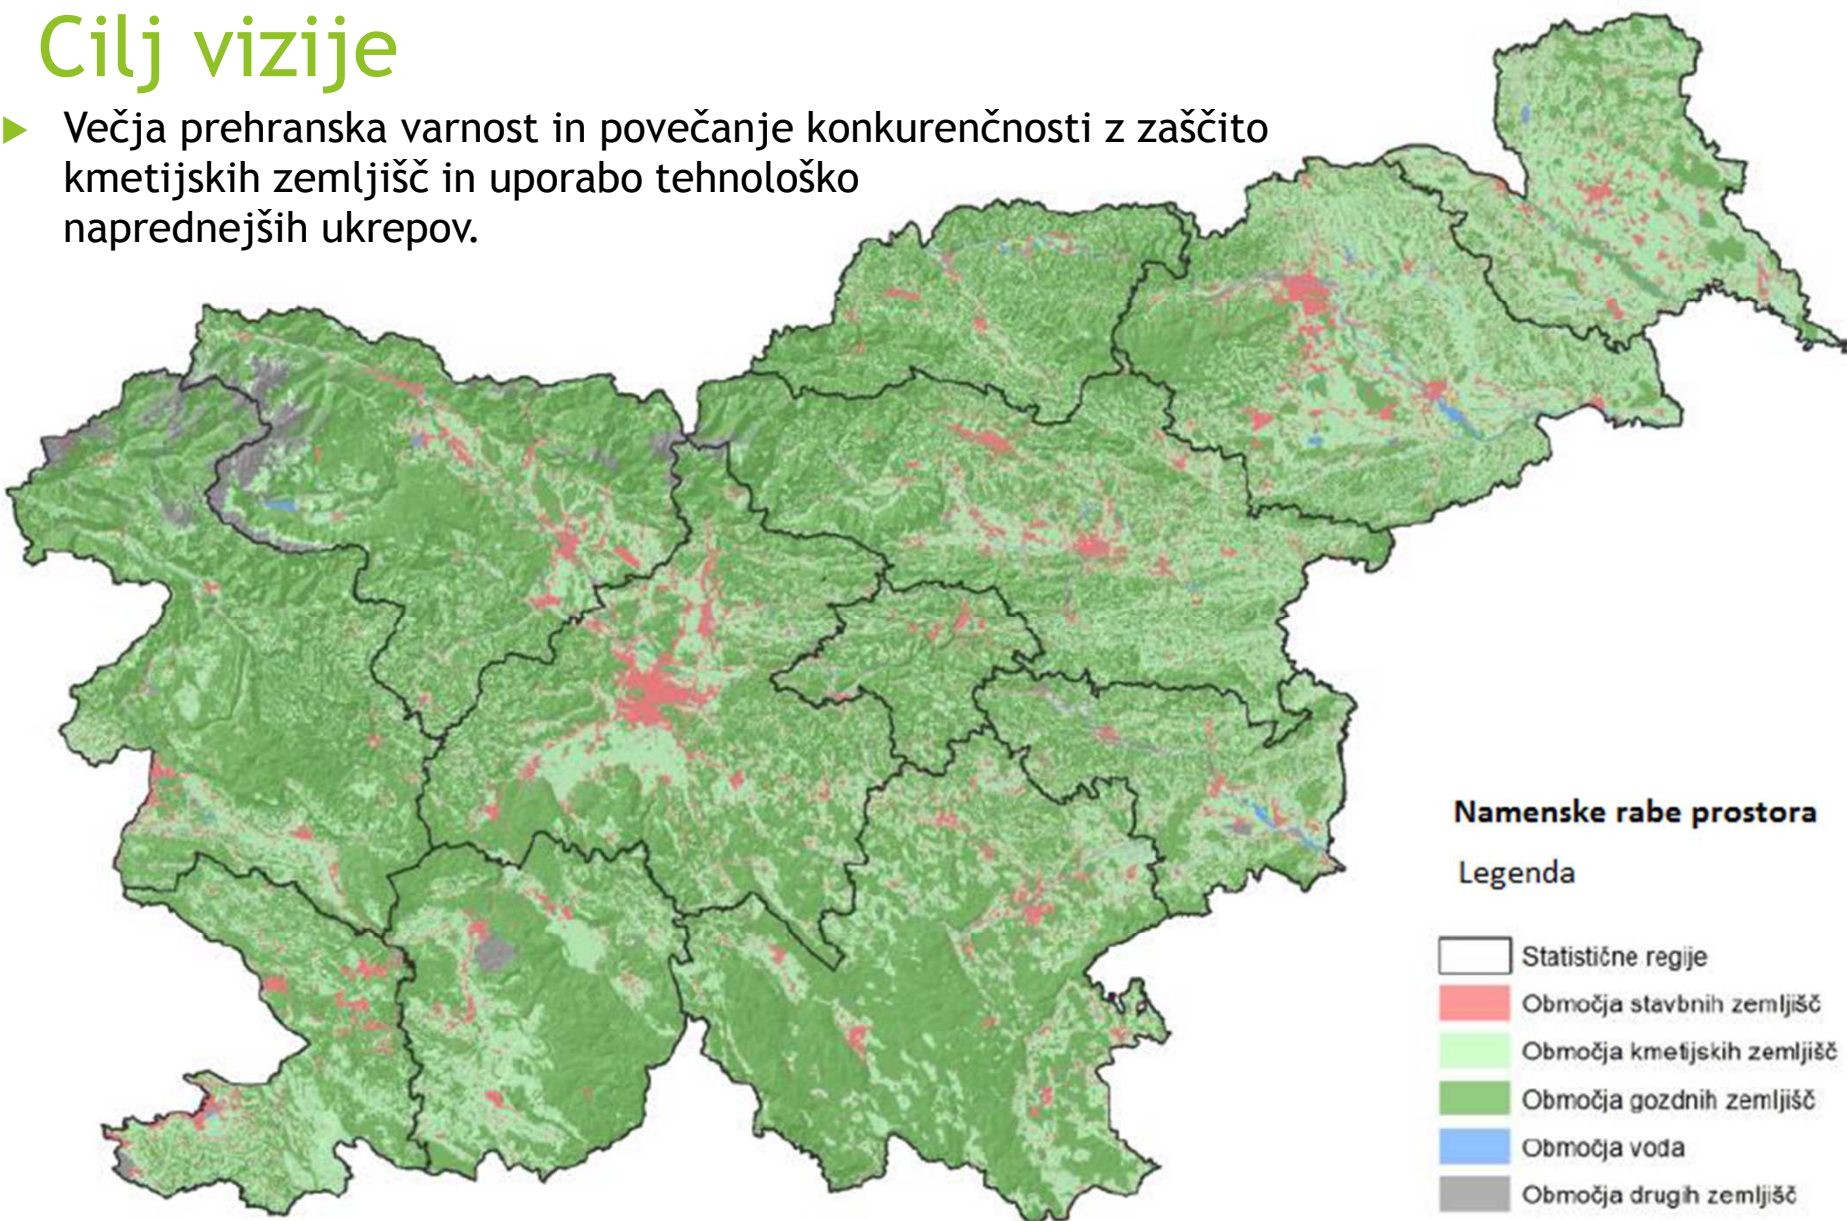 Cilj vizije
Večja prehranska varnost in povečanje konkurenčnosti z zaščito
kmetijskih zemljišč in uporabo tehnološko
naprednejših ukrepov.
Namenske rabe prostora
Legenda
Statistične regije
Območja stavbnih zemljišč
Območja kmetijskih zemljišč
Območja gozdnih zemljišč
Območja voda
Območja drugih zemljišč